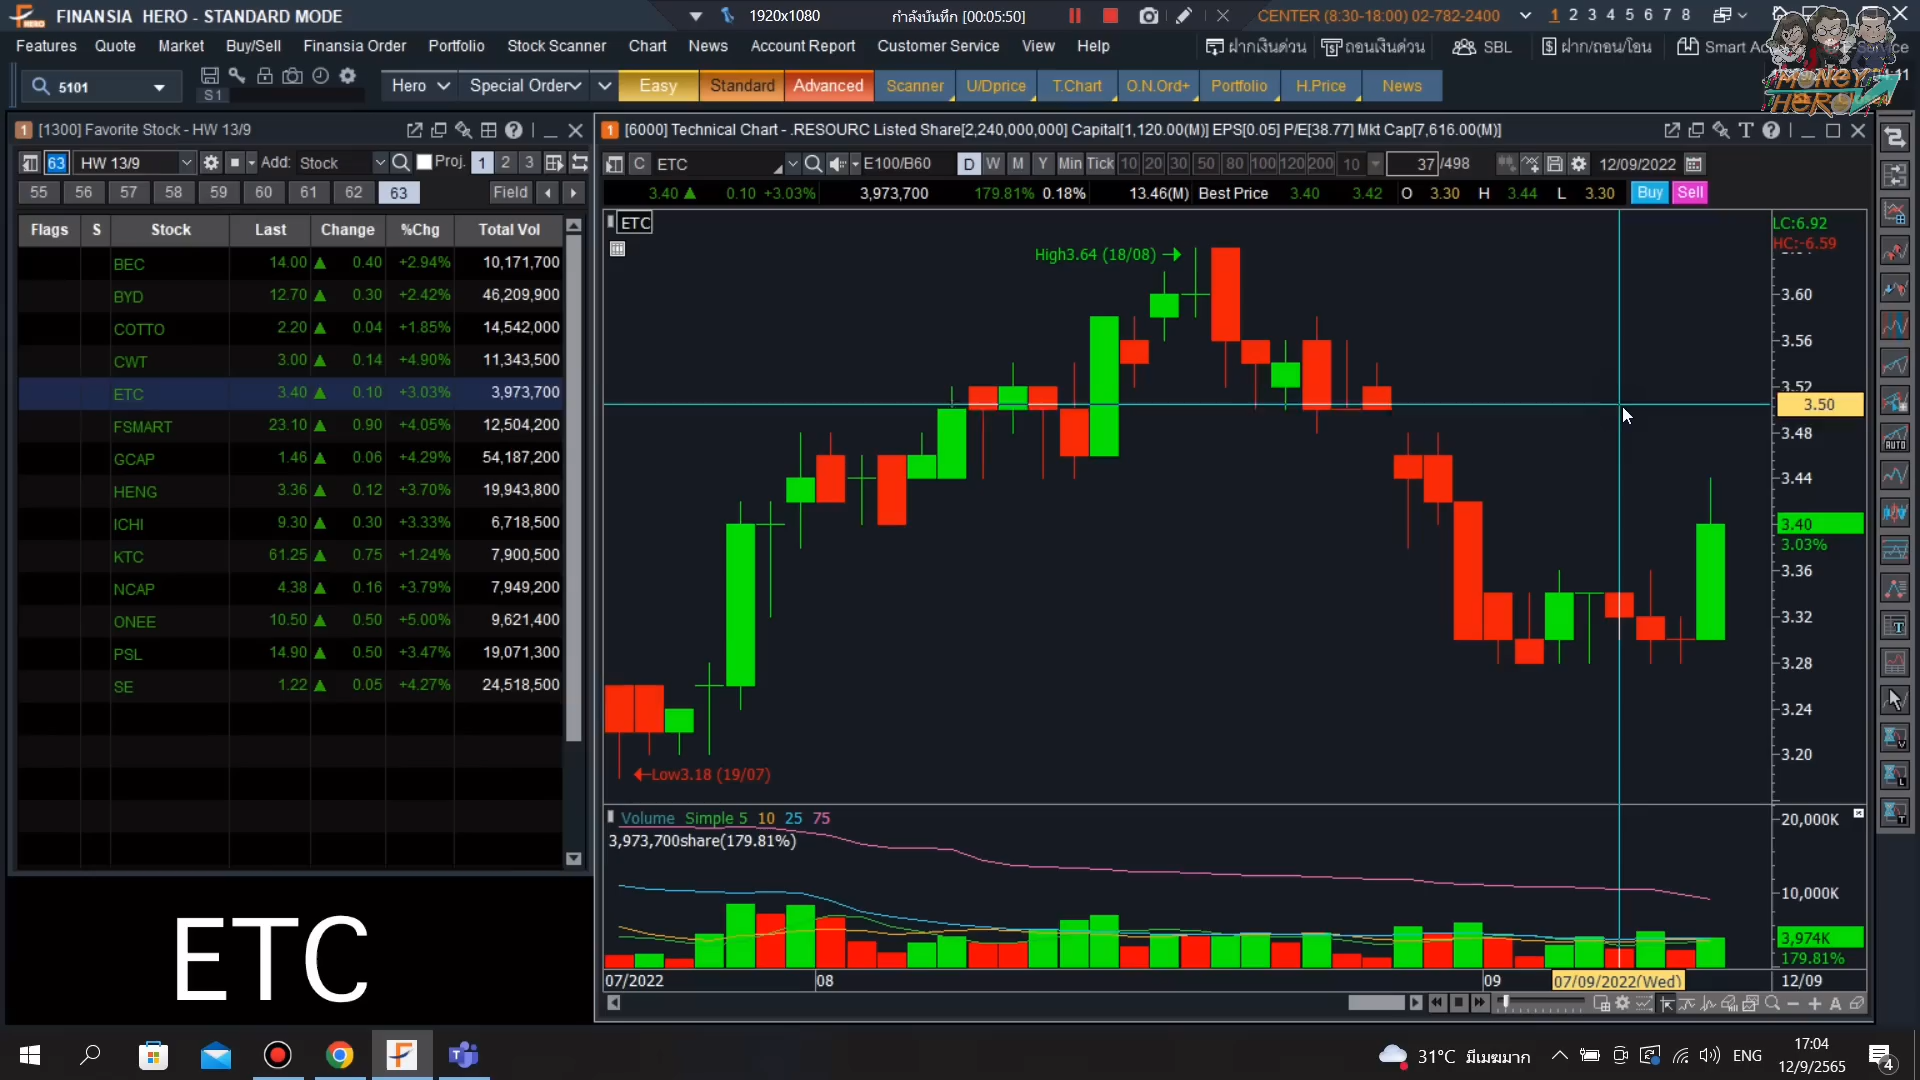 FINANSIA HERO - STANDARD MODE
1920x1080 กำลังบันทึก [00:05:50]
CENTER (8:30-18:00) 02-782-2400 1 2 3 4 5 6 7 8
Features Quote Market Buy/Sell Finansia Order Portfolio Stock Scanner Chart News Account Report Customer Service View Help
ฝากเงินด่วน ถอนเงินด่วน SBL ฝาก/ถอน/โอน
MONEY HERO
5101 S1 Hero Special Order Easy Standard Advanced Scanner U/Dprice T.Chart O.N.Ord+ Portfolio H.Price News
1 [1300] Favorite Stock - HW 13/9
63 HW 13/9 Add: Stock Proj. 1 2 3
55 56 57 58 59 60 61 62 63 Field
Flags S Stock Last Change %Chg Total Vol
BEC 14.00 ▲ 0.40 +2.94% 10,171,700
BYD 12.70 ▲ 0.30 +2.42% 46,209,900
COTTO 2.20 ▲ 0.04 +1.85% 14,542,000
CWT 3.00 ▲ 0.14 +4.90% 11,343,500
ETC 3.40 ▲ 0.10 +3.03% 3,973,700
FSMART 23.10 ▲ 0.90 +4.05% 12,504,200
GCAP 1.46 ▲ 0.06 +4.29% 54,187,200
HENG 3.36 ▲ 0.12 +3.70% 19,943,800
ICHI 9.30 ▲ 0.30 +3.33% 6,718,500
KTC 61.25 ▲ 0.75 +1.24% 7,900,500
NCAP 4.38 ▲ 0.16 +3.79% 7,949,200
ONEE 10.50 ▲ 0.50 +5.00% 9,621,400
PSL 14.90 ▲ 0.50 +3.47% 19,071,300
SE 1.22 ▲ 0.05 +4.27% 24,518,500
ETC
1 [6000] Technical Chart - .RESOURC Listed Share[2,240,000,000] Capital[1,120.00(M)] EPS[0.05] P/E[38.77] Mkt Cap[7,616.00(M)]
C ETC E100/B60 D W M Y Min Tick 10 20 30 50 80 100 120 200 10 37 /498 12/09/2022
3.40 ▲ 0.10 +3.03% 3,973,700 179.81% 0.18% 13.46(M) Best Price 3.40 3.42 O 3.30 H 3.44 L 3.30 Buy Sell
ETC
LC:6.92
HC:-6.59
High3.64 (18/08)
3.60
3.56
3.52
3.50
3.48
3.44
3.40
3.03%
3.36
3.32
3.28
3.24
3.20
Low3.18 (19/07)
Volume Simple 5 10 25 75
3,973,700share(179.81%)
20,000K
10,000K
3,974K
179.81%
07/2022 08 09 07/09/2022(Wed) 12/09
AUTO
31°C มีเมฆมาก ENG
17:04
12/9/2565
4